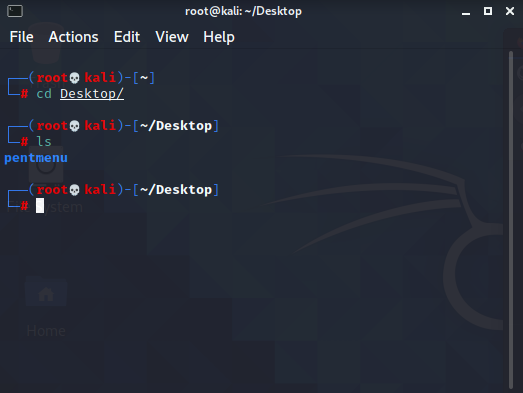 root@kali: ~/Desktop
File Actions Edit View Help
┌──(root💀kali)-[~]
└─# cd Desktop/
┌──(root💀kali)-[~/Desktop]
└─# ls
pentmenu
┌──(root💀kali)-[~/Desktop]
└─#
Home